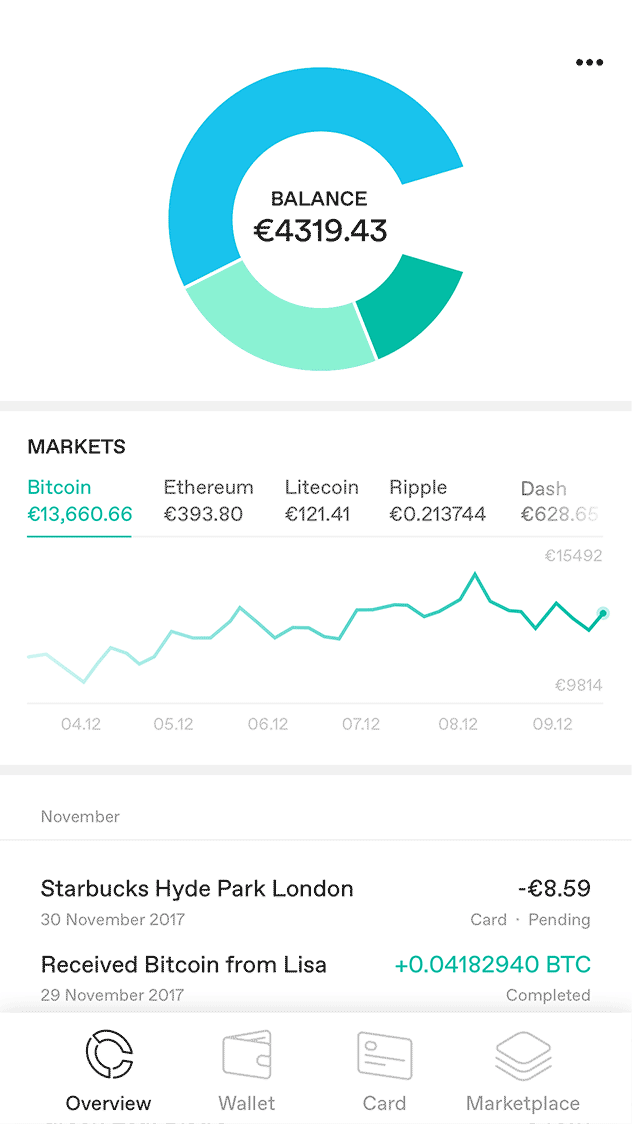 BALANCE
€4319.43
MARKETS
Bitcoin Ethereum Litecoin Ripple Dash
€13,660.66 €393.80 €121.41 €0.213744 €628.65
€15492
€9814
04.12 05.12 06.12 07.12 08.12 09.12
November
Starbucks Hyde Park London -€8.59
30 November 2017 Card · Pending
Received Bitcoin from Lisa +0.04182940 BTC
29 November 2017 Completed
Overview Wallet Card Marketplace